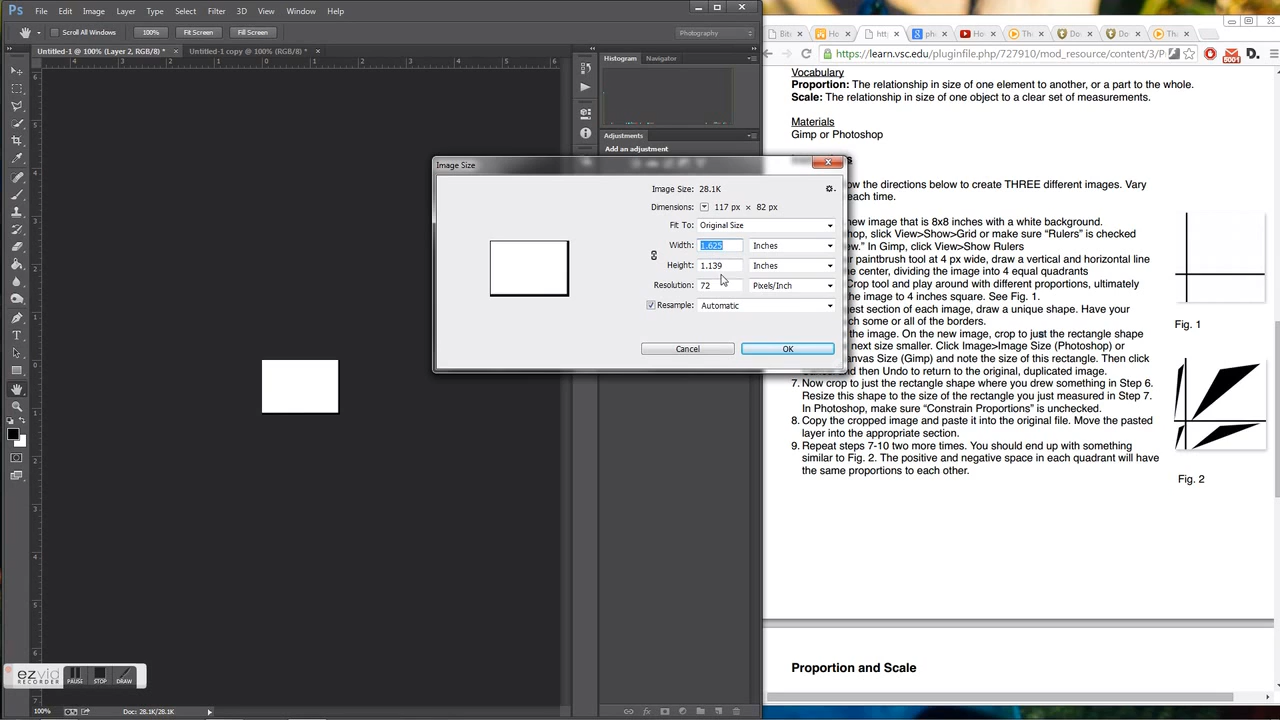 Ps File Edit Image Layer Type Select Filter 3D View Window Help
Scroll All Windows 100% Fit Screen Fill Screen Photography
Untitled-1 @ 100% (Layer 2, RGB/8) * × Untitled-1 copy @ 100% (RGB/8) * ×
Histogram Navigator
Adjustments
Add an adjustment
Image Size
Image Size: 28.1K
Dimensions: 117 px × 82 px
Fit To: Original Size
Width: 1.625 Inches
Height: 1.139 Inches
Resolution: 72 Pixels/Inch
Resample: Automatic
Cancel OK
ezvid
RECORDER
PAUSE STOP DRAW
100% Doc: 28.1K/28.1K
https://learn.vsc.edu/pluginfile.php/727910/mod_resource/content/3/P
500+
Vocabulary
Proportion: The relationship in size of one element to another, or a part to the whole.
Scale: The relationship in size of one object to a clear set of measurements.
Materials
Gimp or Photoshop
ow the directions below to create THREE different images. Vary
each time.
new image that is 8x8 inches with a white background.
hop, slick View>Show>Grid or make sure “Rulers” is checked
iew.” In Gimp, click View>Show Rulers
ur paintbrush tool at 4 px wide, draw a vertical and horizontal line
he center, dividing the image into 4 equal quadrants
Crop tool and play around with different proportions, ultimately
the image to 4 inches square. See Fig. 1.
gest section of each image, draw a unique shape. Have your
ch some or all of the borders.
the image. On the new image, crop to just the rectangle shape
next size smaller. Click Image>Image Size (Photoshop) or
anvas Size (Gimp) and note the size of this rectangle. Then click
and then Undo to return to the original, duplicated image.
7. Now crop to just the rectangle shape where you drew something in Step 6.
Resize this shape to the size of the rectangle you just measured in Step 7.
In Photoshop, make sure “Constrain Proportions” is unchecked.
8. Copy the cropped image and paste it into the original file. Move the pasted
layer into the appropriate section.
9. Repeat steps 7-10 two more times. You should end up with something
similar to Fig. 2. The positive and negative space in each quadrant will have
the same proportions to each other.
Fig. 1
Fig. 2
Proportion and Scale